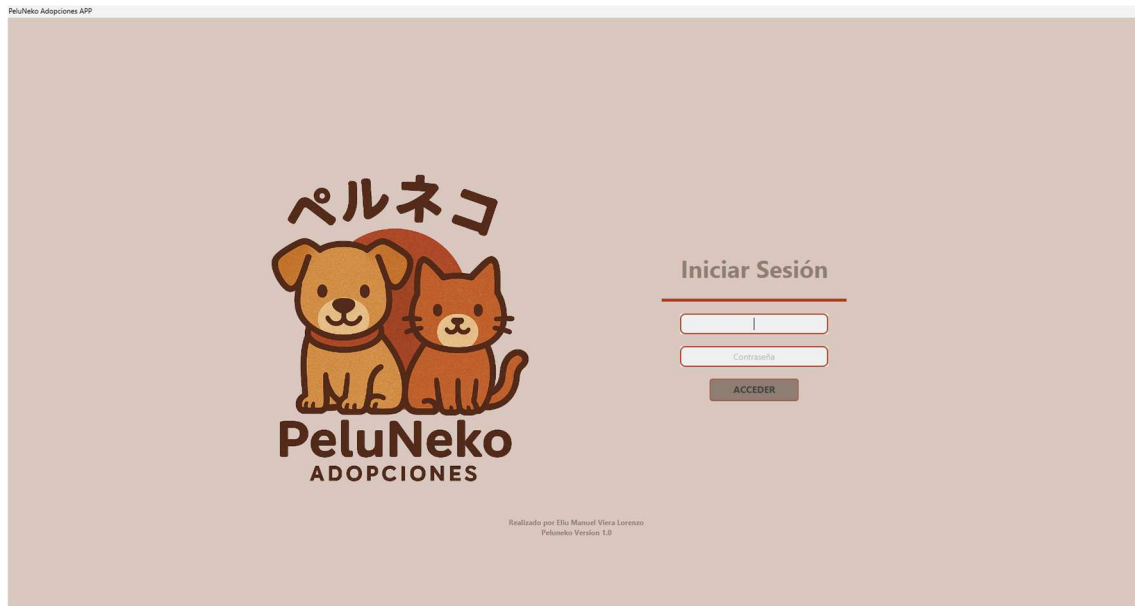 PeluNeko Adopciones APP
ペルネコ
PeluNeko
ADOPCIONES
Iniciar Sesión
Contraseña
ACCEDER
Realizado por Eliu Manuel Viera Lorenzo
Peluneko Version 1.0